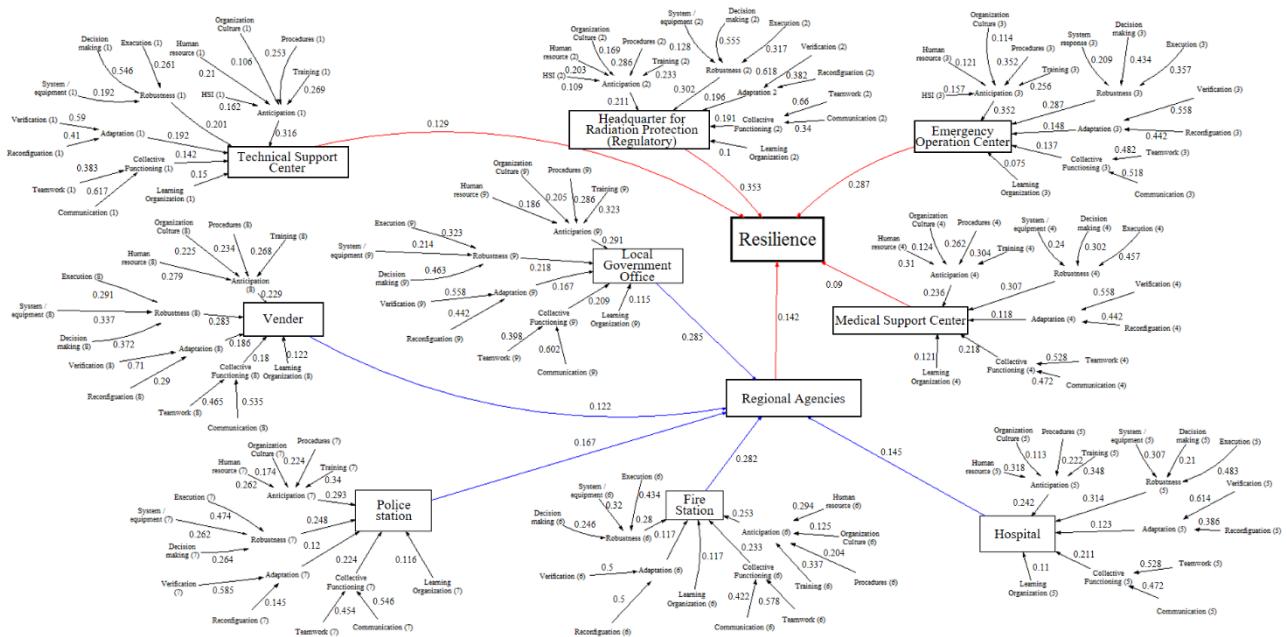 Decision
making (1)
Execution (1)
Human
resource (1)
Organization
Culture (1)
Procedures (1)
Training (1)
0.546
0.261
0.21
0.106
0.253
0.269
System/
equipment (1)
0.192
Robustness (1)
HSI (1)
0.162
Anticipation (1)
Verification (1)
0.59
0.41
Reconfiguation (1)
Adaptation (1)
0.192
0.201
0.316
0.383
Teamwork (1)
0.617
Communication (1)
Collective
Functioning (1)
0.142
0.15
Learning
Organization (1)
Technical Support
Center
0.129
System /
equipment (2)
Decision
making (2)
Execution (2)
Organization
Culture (2)
Procedures (2)
Human
resource (2)
0.169
0.286
0.128
0.555
0.317
Verification (2)
0.203
HSI (2)
0.109
Training (2)
0.233
Anticipation (2)
Robustness (2)
0.618
0.382
Reconfiguation (2)
0.211
0.302
0.196
Adaptation 2
0.66
Teamwork (2)
0.191
Collective
Functioning (2)
0.34
Communication (2)
0.1
Learning
Organization (2)
Headquarter for
Radiation Protection
(Regulatory)
0.353
Organization
Culture (3)
Decision
making (3)
0.114
Procedures (3)
System
response (3)
Execution (3)
Human
resource (3)
0.121
0.352
0.209
0.434
0.357
Training (3)
0.256
HSI (3)
0.157
Anticipation (3)
Robustness (3)
Verification (3)
0.352
0.287
0.558
Adaptation (3)
0.148
0.442
Reconfiguation (3)
0.137
Collective
Functioning (3)
0.482
Teamwork (3)
0.075
Learning
Organization (3)
0.518
Communication (3)
Emergency
Operation Center
0.287
Resilience
Organization
Culture (9)
Procedures (9)
Training (9)
Human
resource (9)
0.186
0.205
0.286
0.323
Execution (9)
0.323
Anticipation (9)
0.291
System /
equipment (9)
0.214
Robustness (9)
0.218
Decision
making (9)
0.463
Verification (9)
0.558
Adaptation (9)
0.167
0.442
Reconfiguation (9)
0.209
Collective
Functioning (9)
0.115
Learning
Organization (9)
0.398
Teamwork (9)
0.602
Communication (9)
Local
Government
Office
0.285
Organization
Culture (8)
Procedures (8)
Training (8)
Human
resource (8)
0.225
0.234
0.268
0.279
Anticipation
(8)
0.229
Execution (8)
0.291
System/
equipment (8)
0.337
Robustness (8)
0.283
Decision
making (8)
0.372
Adaptation (8)
0.186
Verification (8)
0.71
Reconfiguation (8)
0.29
0.18
Collective
Functioning (8)
0.122
Learning
Organization (8)
0.465
Teamwork (8)
0.535
Communication (8)
Vender
0.122
Organization
Culture (4)
Procedures (4)
System /
equipment (4)
Decision
making (4)
Execution (4)
Human
resource (4)
0.124
0.262
0.304
Training (4)
0.24
0.302
0.457
0.31
Anticipation (4)
Robustness (4)
0.236
0.307
Verification (4)
0.558
0.118
Adaptation (4)
0.442
Reconfiguation (4)
0.121
Learning
Organization (4)
0.218
Collective
Functioning (4)
0.528
Teamwork (4)
0.472
Communication (4)
Medical Support Center
0.09
0.142
Regional Agencies
Organization
Culture (7)
Procedures (7)
Human
resource (7)
0.174
0.224
Training (7)
0.262
0.34
Anticipation (7)
0.293
Execution (7)
0.474
System/
equipment (7)
0.262
Robustness (7)
0.248
Decision
making (7)
0.264
0.12
Verification
(7)
0.585
Adaptation (7)
0.145
Reconfiguation (7)
0.224
Collective
Functioning (7)
0.116
Learning
Organization (7)
0.454
Teamwork (7)
0.546
Communication (7)
Police
station
0.167
System /
equipment (6)
Execution (6)
0.32
0.434
Decision
making (6)
0.246
Robustness (6)
0.28
0.117
Verification (6)
0.5
Adaptation (6)
0.5
Reconfiguation (6)
0.117
Learning
Organization (6)
0.233
Collective
Functioning (6)
0.422
Communication (6)
0.578
Teamwork (6)
0.253
Anticipation (6)
0.294
Human
resource (6)
0.125
Organization
Culture (6)
0.204
Procedures (6)
0.337
Training (6)
Fire
Station
0.282
Organization
Culture (5)
Procedures (5)
System /
equipment (5)
Decision
making (5)
Execution (5)
Human
resource (5)
0.113
0.222
Training (5)
0.307
0.21
0.483
0.318
0.348
Anticipation
(5)
Robustness
(5)
Verification (5)
0.242
0.314
0.614
0.123
Adaptation (5)
0.386
Reconfiguation (5)
0.211
Collective
Functioning (5)
0.528
Teamwork (5)
0.11
Learning
Organization (5)
0.472
Communication (5)
Hospital
0.145